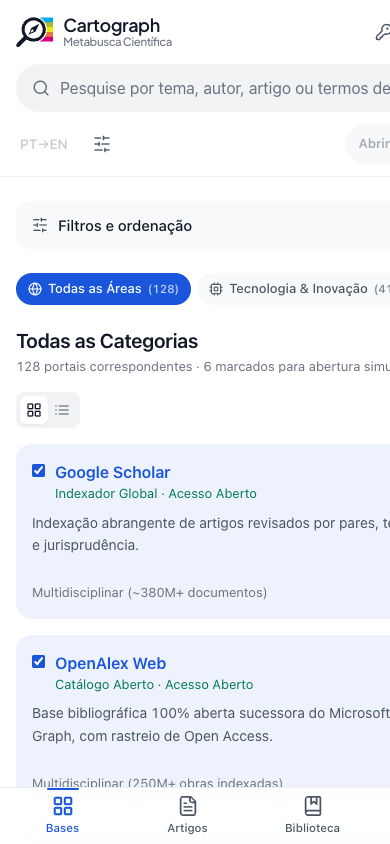 Cartograph
Metabusca Científica
Pesquise por tema, autor, artigo ou termos de
PT→EN
Abrir
Filtros e ordenação
Todas as Áreas (128)
Tecnologia & Inovação (41
Todas as Categorias
128 portais correspondentes · 6 marcados para abertura simu
Google Scholar
Indexador Global · Acesso Aberto
Indexação abrangente de artigos revisados por pares, te
e jurisprudência.
Multidisciplinar (~380M+ documentos)
OpenAlex Web
Catálogo Aberto · Acesso Aberto
Base bibliográfica 100% aberta sucessora do Microsoft
Graph, com rastreio de Open Access.
Multidisciplinar (250M+ obras indexadas)
Bases
Artigos
Biblioteca